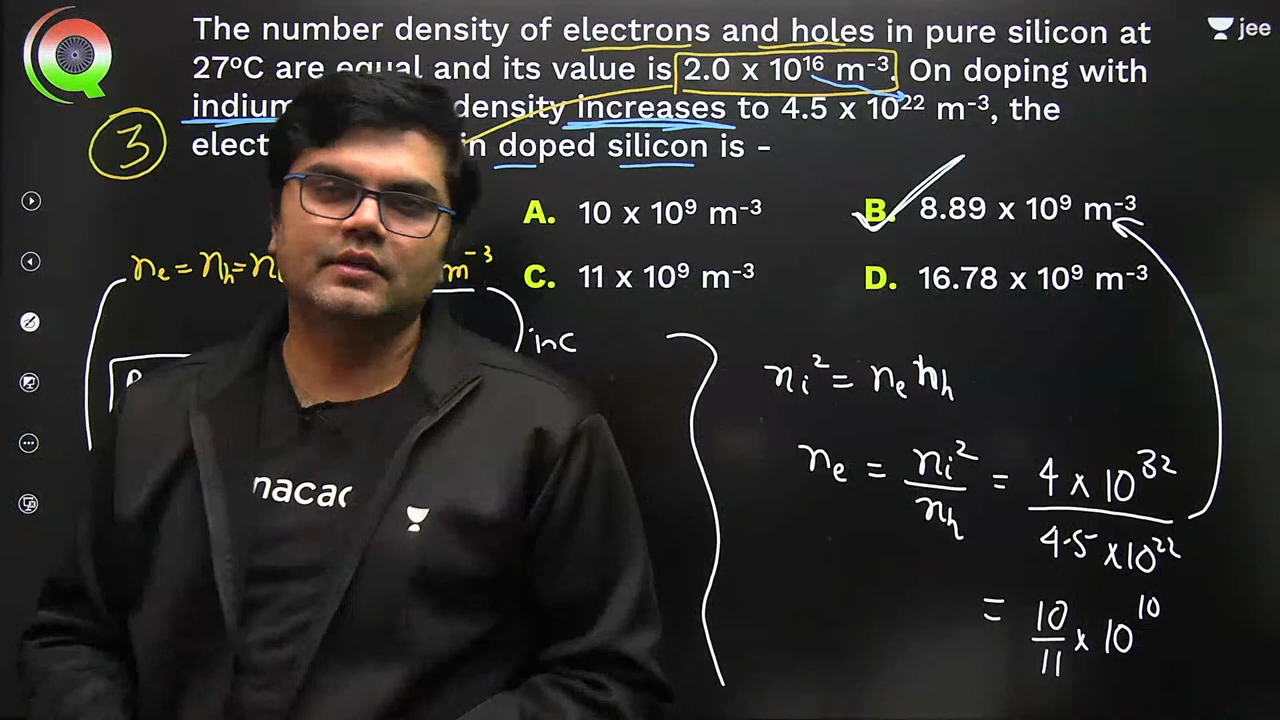 The number density of electrons and holes in pure silicon at
27°C are equal and its value is 2.0 x 10¹⁶ m⁻³. On doping with
indium density increases to 4.5 x 10²² m⁻³, the
elect in doped silicon is -
jee
3
A. 10 x 10⁹ m⁻³
B. 8.89 x 10⁹ m⁻³
C. 11 x 10⁹ m⁻³
D. 16.78 x 10⁹ m⁻³
nₑ = nₕ = n m⁻³
inc
nᵢ² = nₑ nₕ
nₑ = nᵢ²/nₕ = 4 x 10³²/4.5 x 10²²
= 10/11 x 10¹⁰
nacac